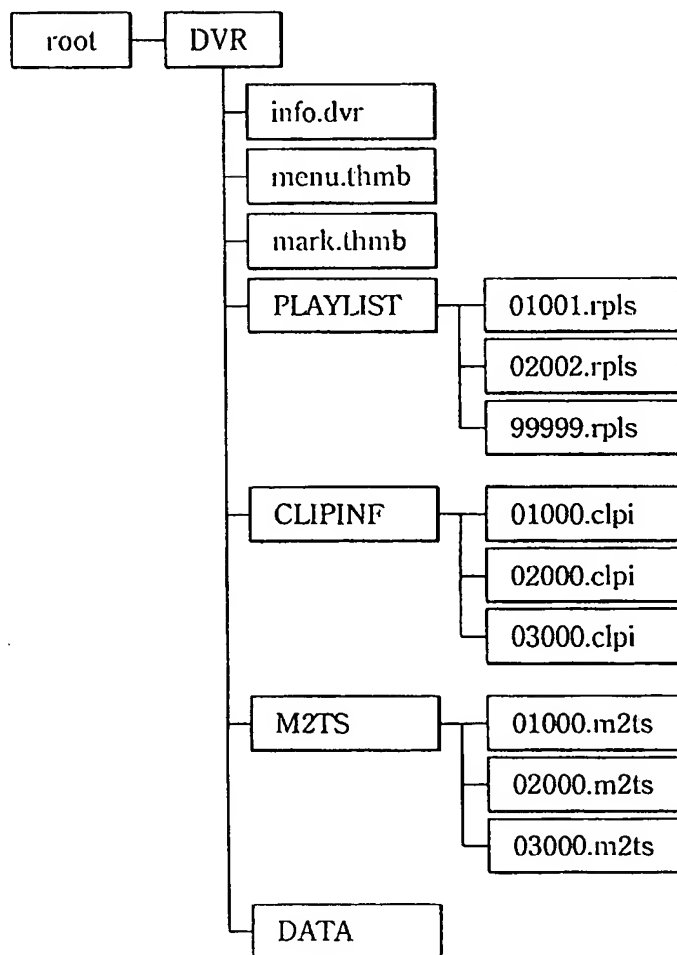 root DVR
info.dvr
menu.thmb
mark.thmb
PLAYLIST 01001.rpls
02002.rpls
99999.rpls
CLIPINF 01000.clpi
02000.clpi
03000.clpi
M2TS 01000.m2ts
02000.m2ts
03000.m2ts
DATA